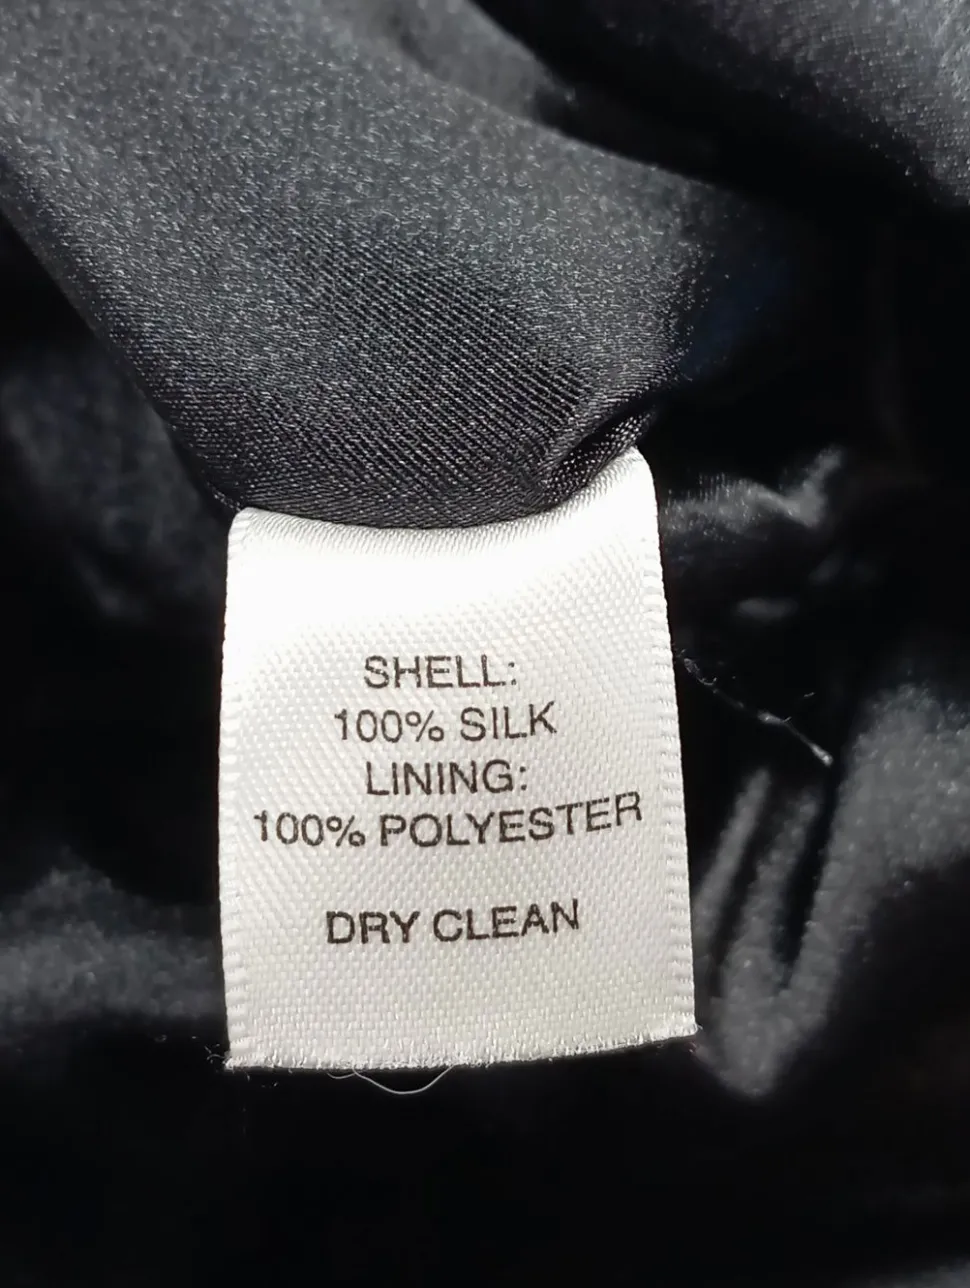 SHELL:
100% SILK
LINING:
100% POLYESTER
DRY CLEAN